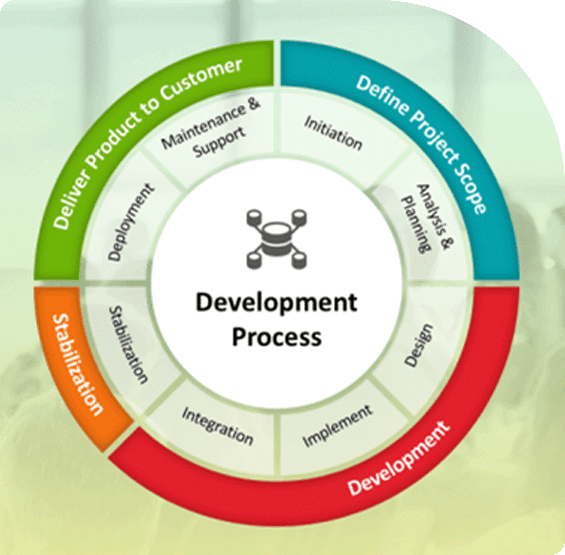 Development
Process
Define Project Scope
Initiation
Analysis &
Planning
Development
Design
Implement
Integration
Stabilization
Stabilization
Deliver Product to Customer
Deployment
Maintenance &
Support